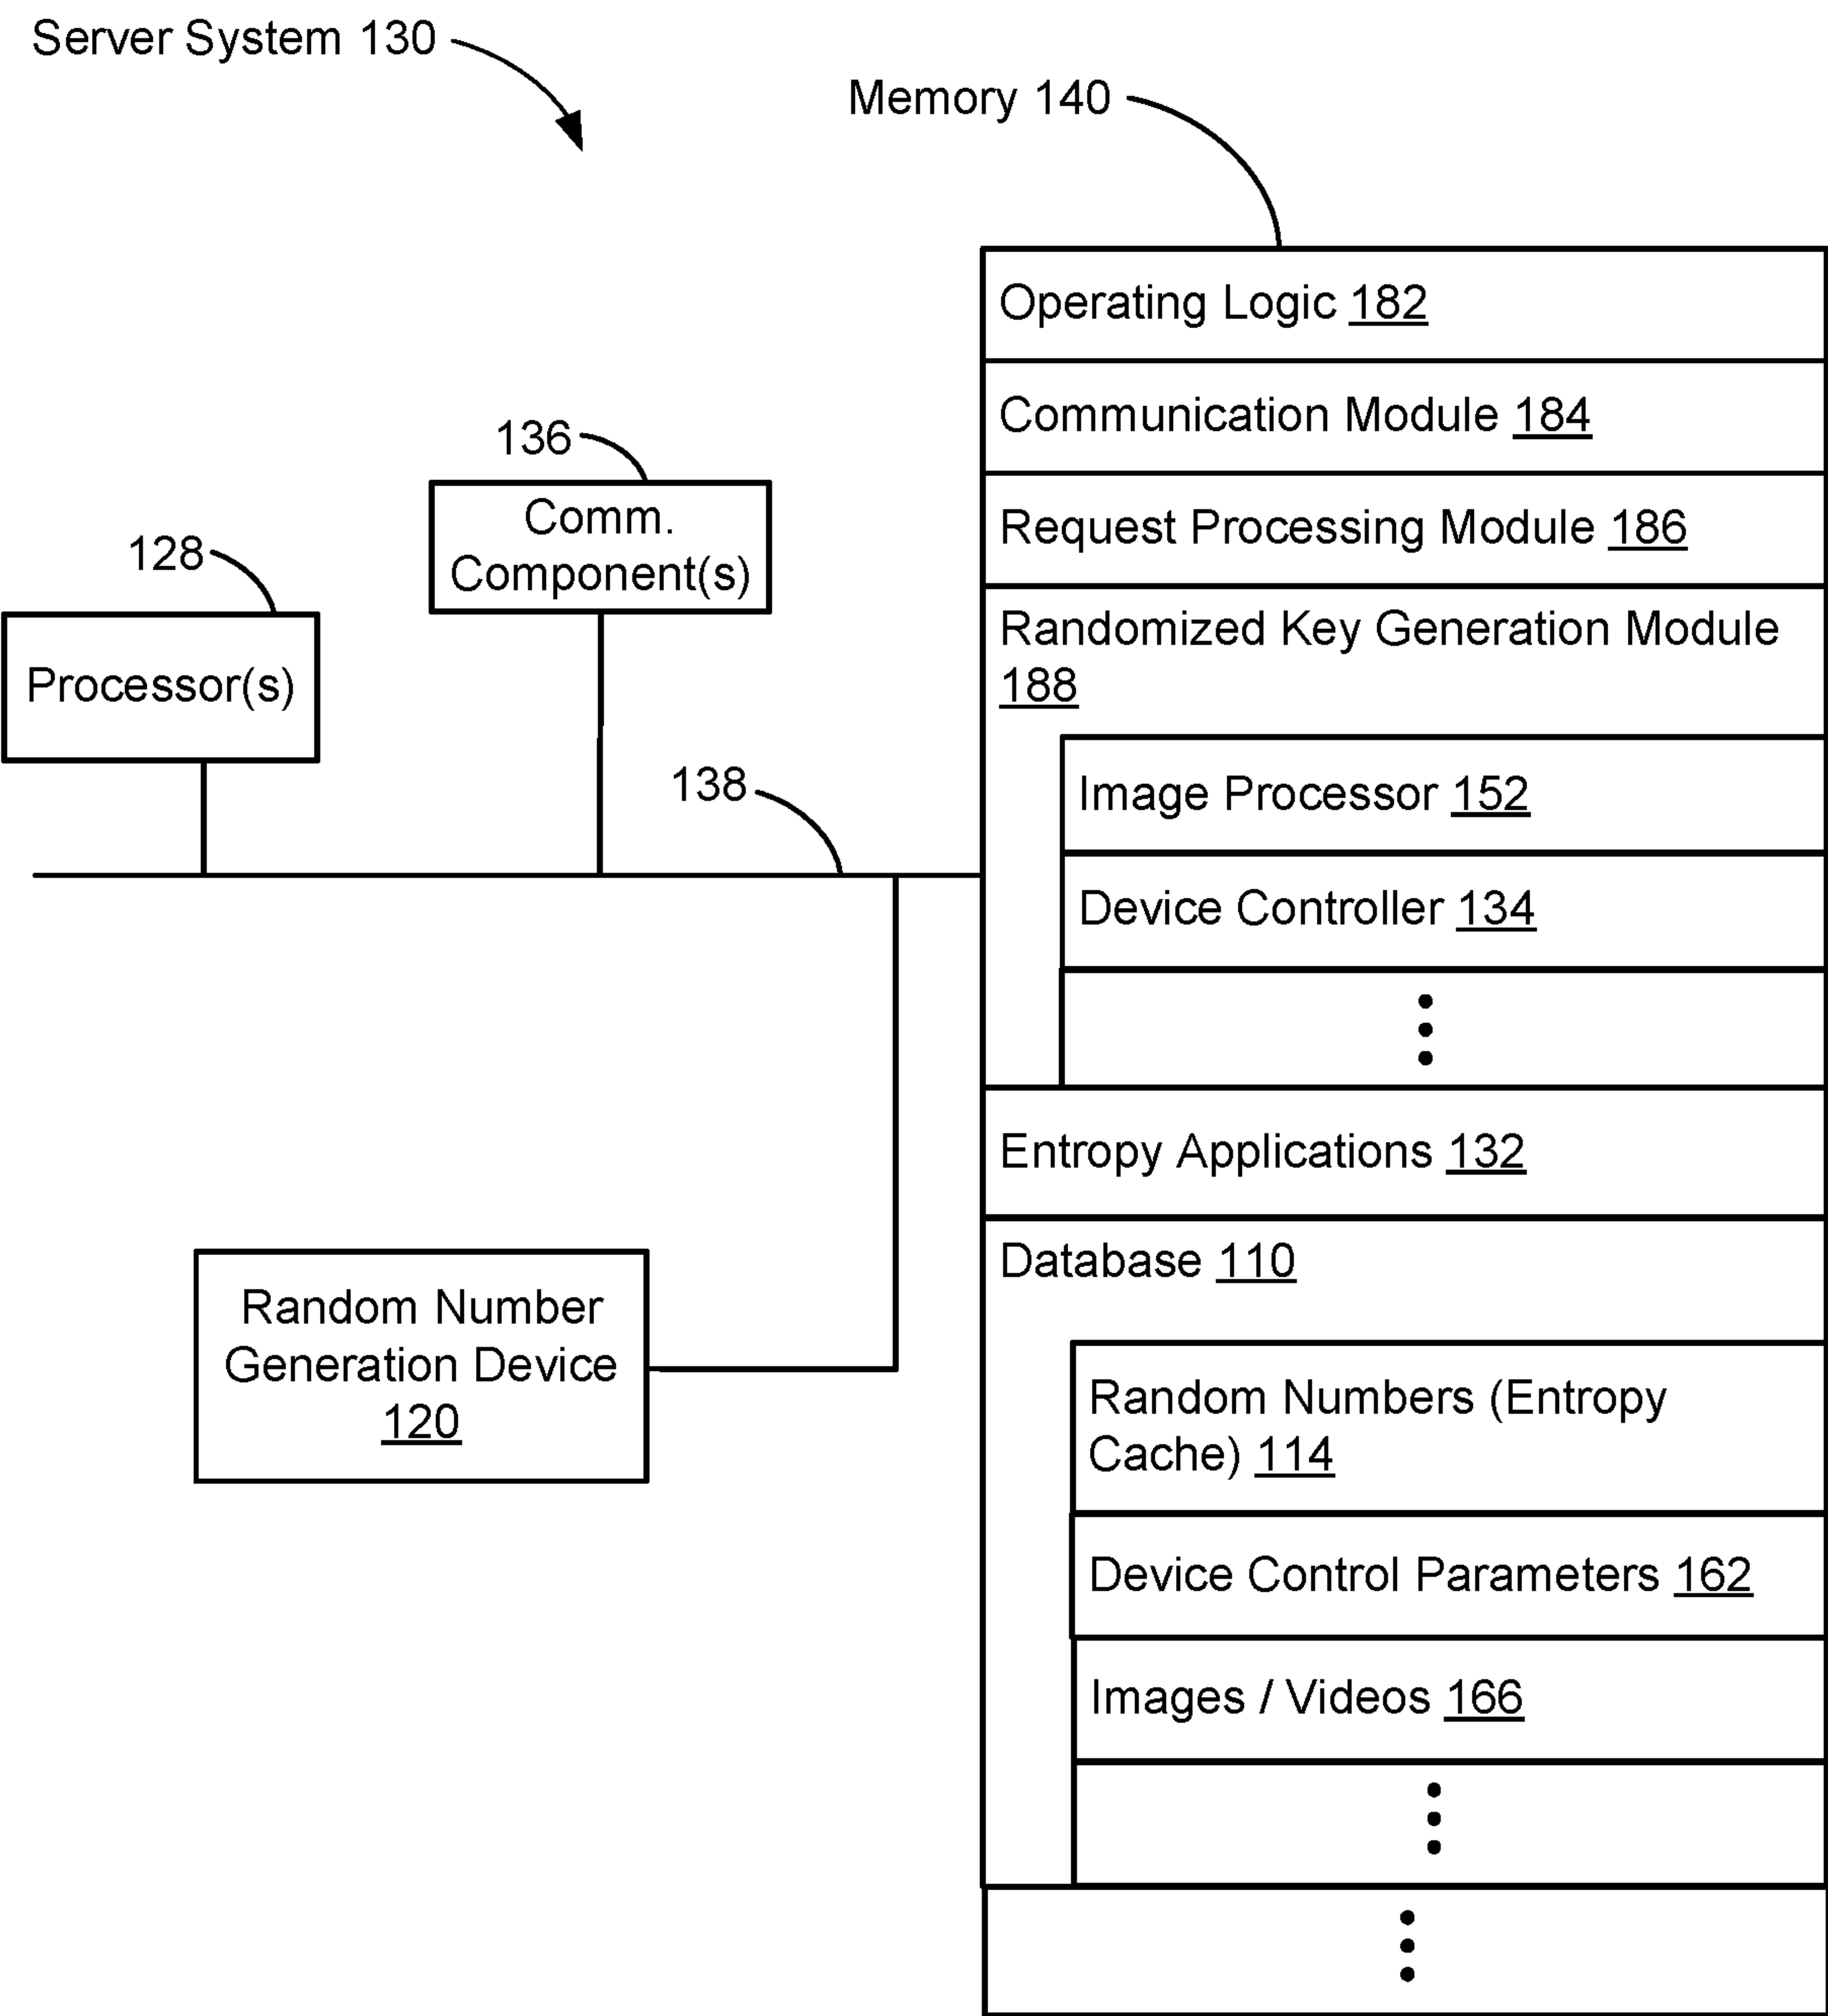 Server System 130
Memory 140
Operating Logic 182
Communication Module 184
Request Processing Module 186
Randomized Key Generation Module
188
Image Processor 152
Device Controller 134
Entropy Applications 132
Database 110
Random Numbers (Entropy
Cache) 114
Device Control Parameters 162
Images / Videos 166
136
Comm.
Component(s)
128
Processor(s)
138
Random Number
Generation Device
120